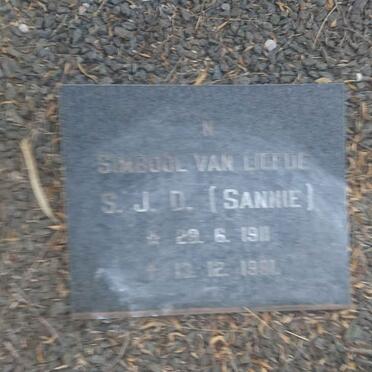 'N
SIMBOOL VAN LIEFDE
S. J. D. (SANNIE)
* 29. 6. 1911
† 13. 12. 1981.